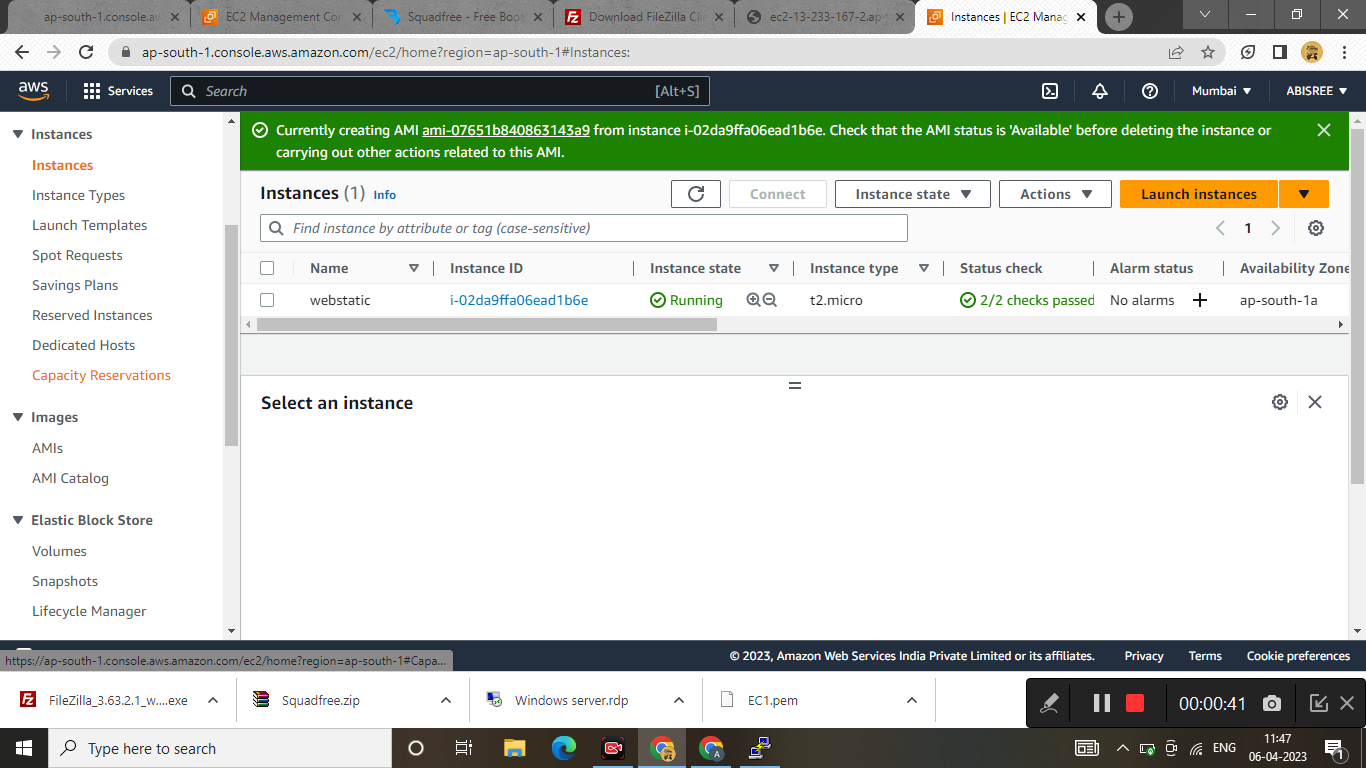 ap-south-1.console.aw
EC2 Management Con
Squadfree - Free Boot
Download FileZilla Clie
ec2-13-233-167-2.ap-s
Instances | EC2 Manag
ap-south-1.console.aws.amazon.com/ec2/home?region=ap-south-1#Instances:
aws
Services
Search
[Alt+S]
Mumbai
ABISREE
Instances
Instances
Instance Types
Launch Templates
Spot Requests
Savings Plans
Reserved Instances
Dedicated Hosts
Capacity Reservations
Images
AMIs
AMI Catalog
Elastic Block Store
Volumes
Snapshots
Lifecycle Manager
Currently creating AMI ami-07651b840863143a9 from instance i-02da9ffa06ead1b6e. Check that the AMI status is 'Available' before deleting the instance or
carrying out other actions related to this AMI.
Instances (1) Info
Connect
Instance state
Actions
Launch instances
Find instance by attribute or tag (case-sensitive)
1
Name Instance ID Instance state Instance type Status check Alarm status Availability Zone
webstatic i-02da9ffa06ead1b6e Running t2.micro 2/2 checks passed No alarms ap-south-1a
Select an instance
https://ap-south-1.console.aws.amazon.com/ec2/home?region=ap-south-1#Capa...
© 2023, Amazon Web Services India Private Limited or its affiliates. Privacy Terms Cookie preferences
FileZilla_3.63.2.1_w....exe
Squadfree.zip
Windows server.rdp
EC1.pem
00:00:41
Type here to search
ENG
11:47
06-04-2023
1